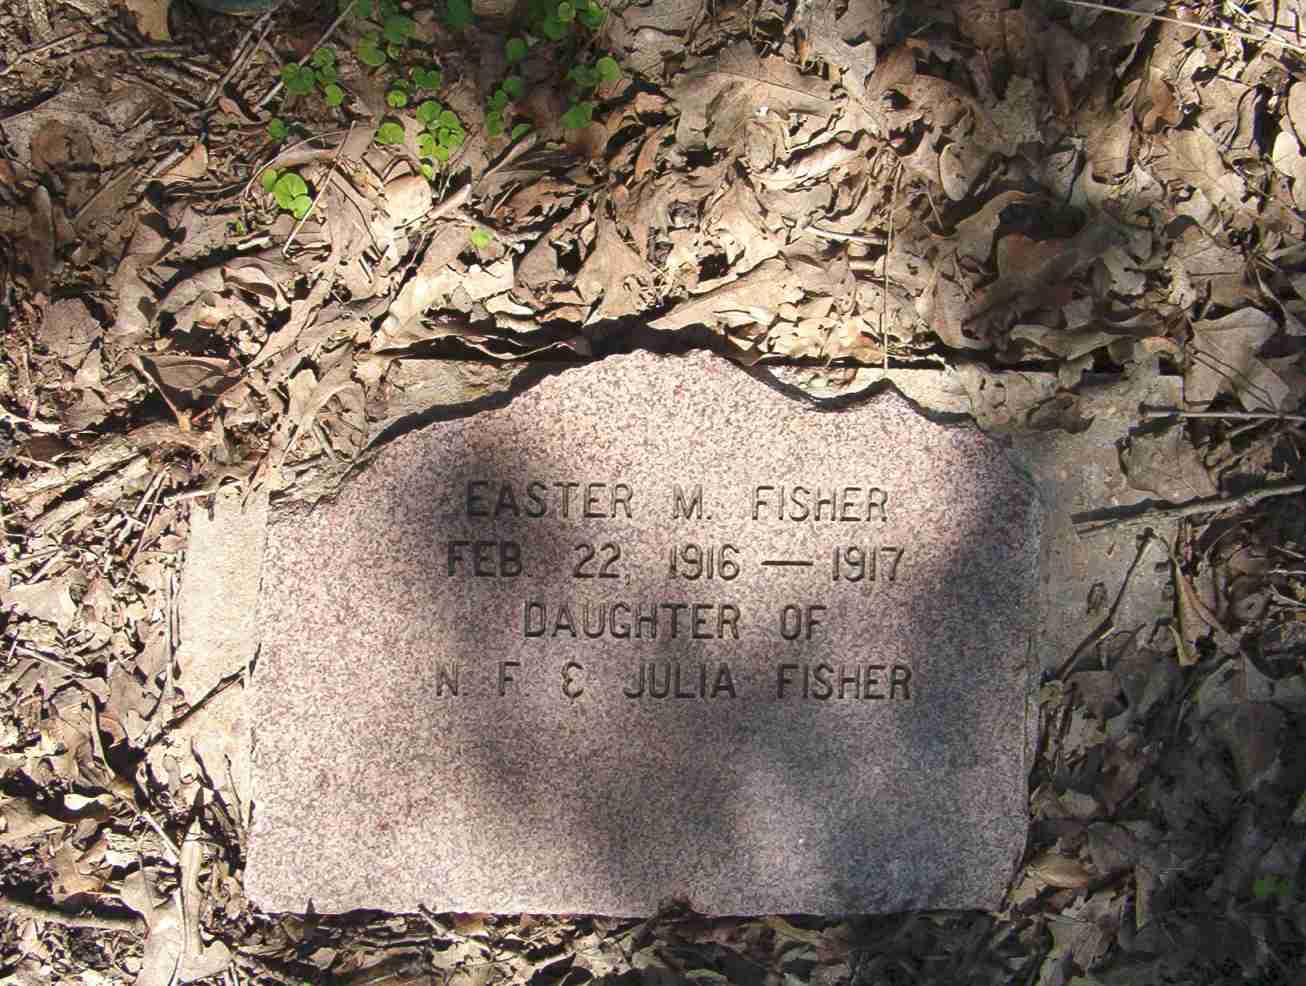 EASTER M. FISHER
FEB. 22, 1916 — 1917
DAUGHTER OF
N. F. & JULIA FISHER